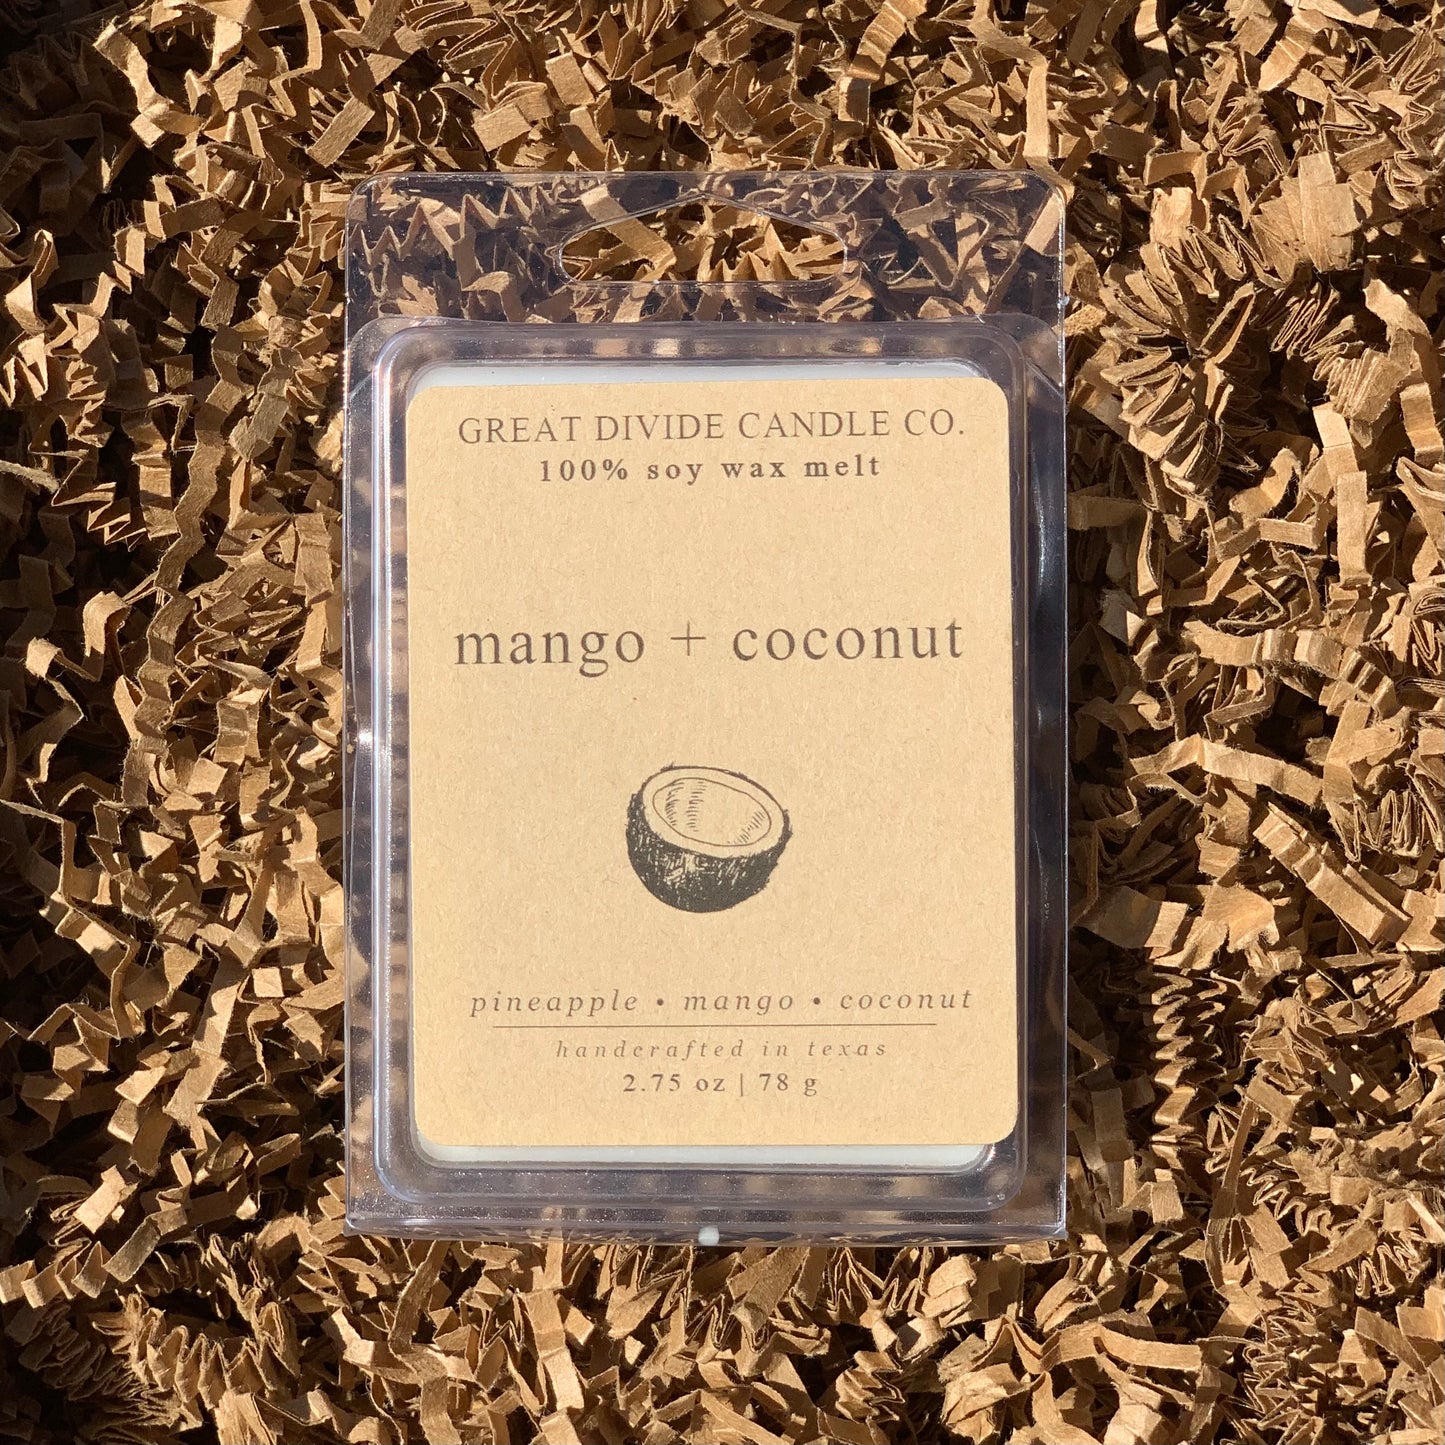 GREAT DIVIDE CANDLE CO.
100% soy wax melt
mango + coconut
pineapple • mango • coconut
handcrafted in texas
2.75 oz | 78 g